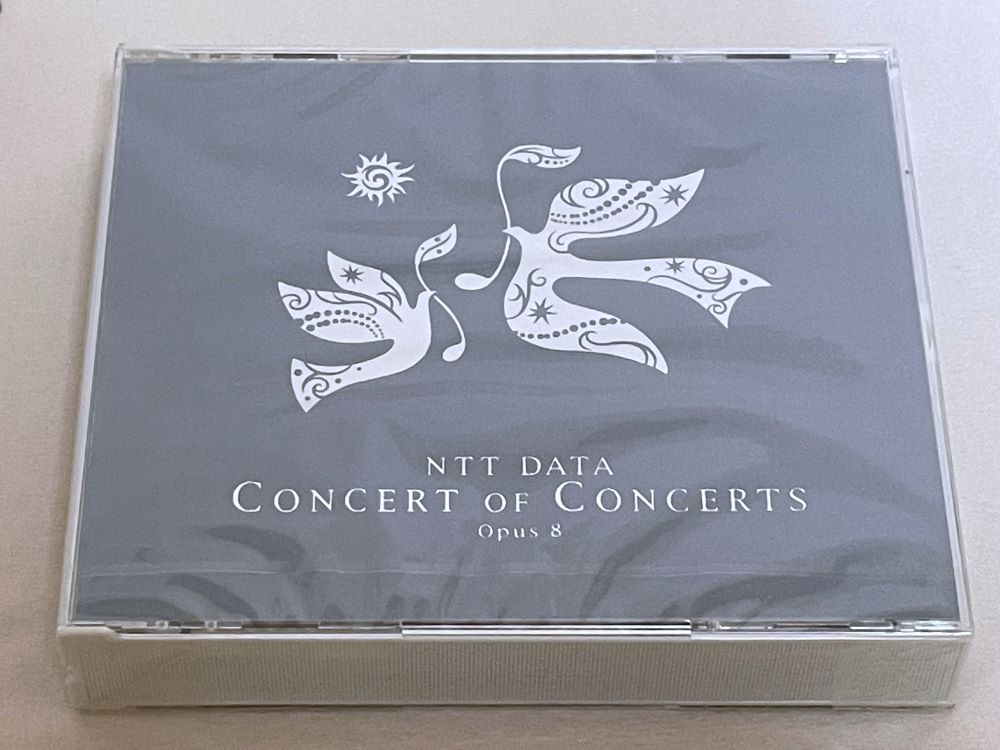 NTT DATA
CONCERT OF CONCERTS
Opus 8